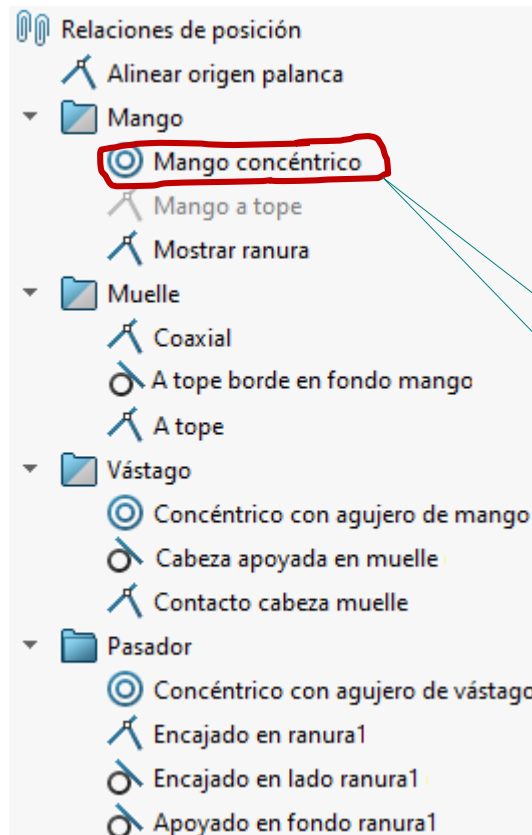 Relaciones de posición
Alinear origen palanca
Mango
Mango concéntrico
Mango a tope
Mostrar ranura
Muelle
Coaxial
A tope borde en fondo mango
A tope
Vástago
Concéntrico con agujero de mango
Cabeza apoyada en muelle
Contacto cabeza muelle
Pasador
Concéntrico con agujero de vástago
Encajado en ranura1
Encajado en lado ranura1
Apoyado en fondo ranura1